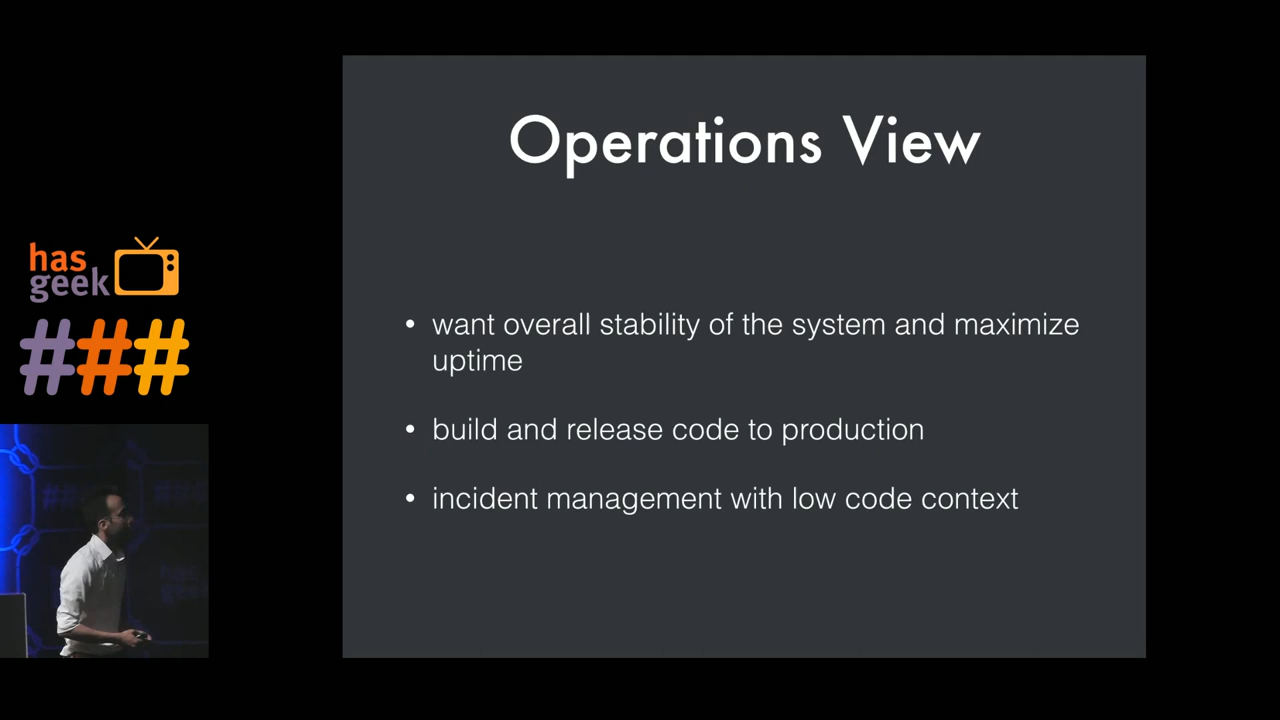 Operations View
has
geek
###
• want overall stability of the system and maximize
uptime
• build and release code to production
• incident management with low code context